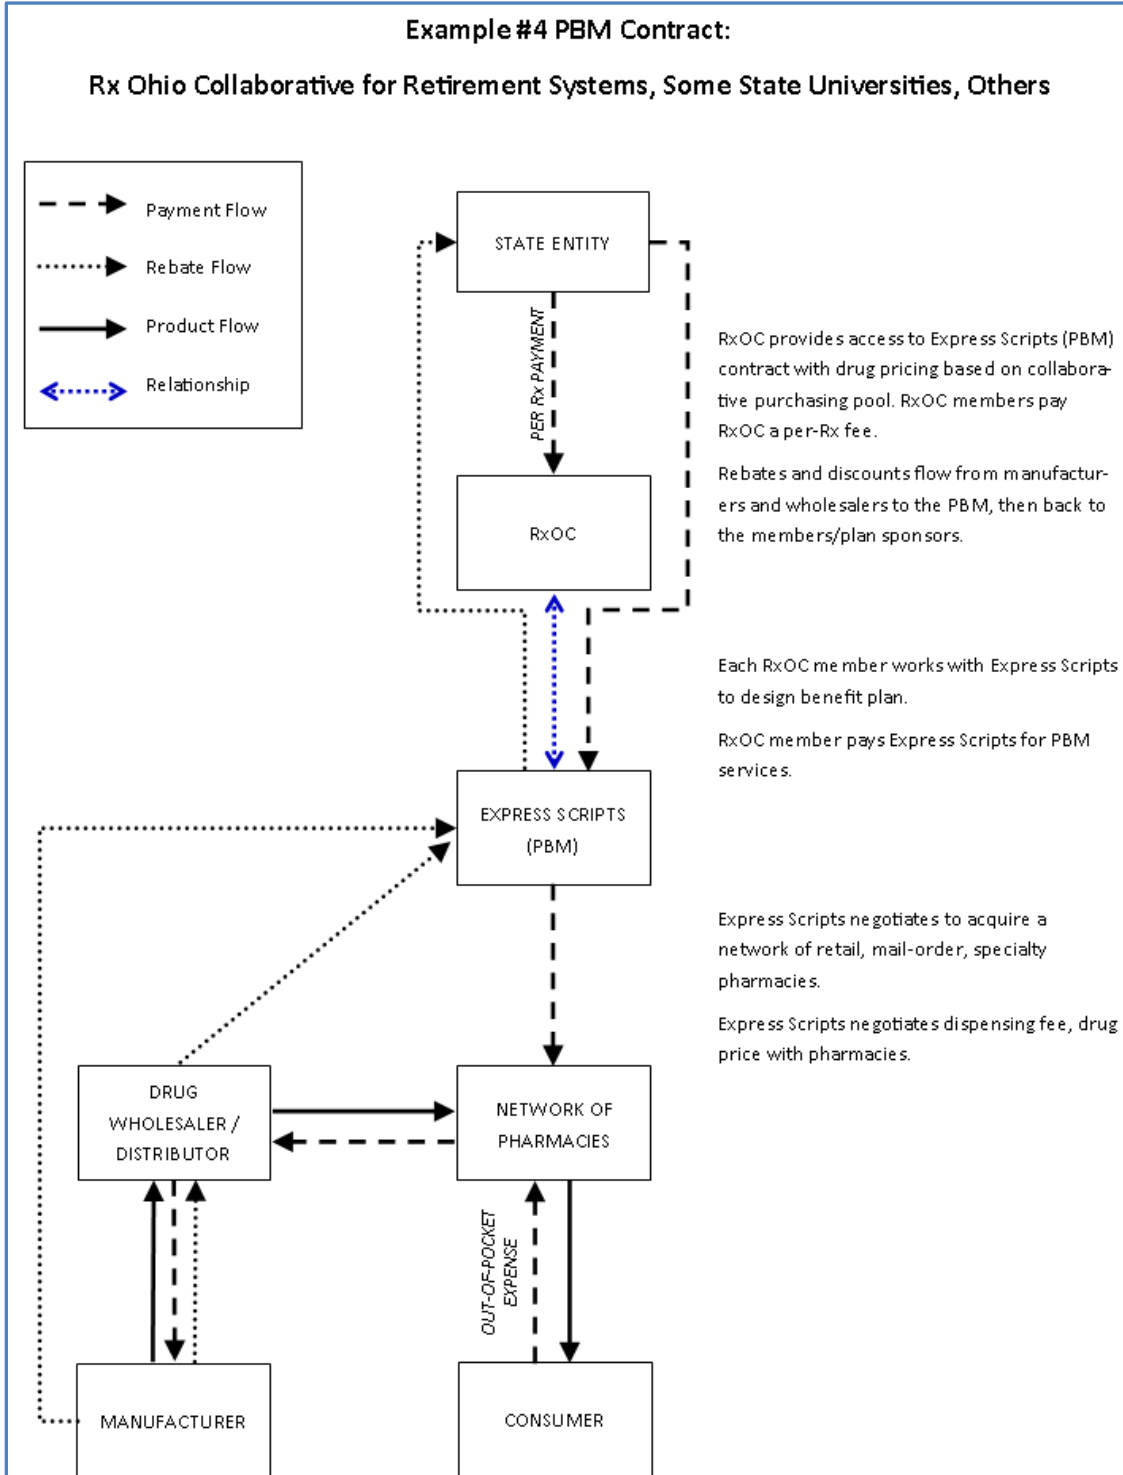 Example #4 PBM Contract:
Rx Ohio Collaborative for Retirement Systems, Some State Universities, Others
Payment Flow
Rebate Flow
Product Flow
Relationship
STATE ENTITY
PER Rx PAYMENT
RxOC provides access to Express Scripts (PBM)
contract with drug pricing based on collabora-
tive purchasing pool. RxOC members pay
RxOC a per-Rx fee.
Rebates and discounts flow from manufactur-
ers and wholesalers to the PBM, then back to
the members/plan sponsors.
RxOC
Each RxOC member works with Express Scripts
to design benefit plan.
RxOC member pays Express Scripts for PBM
services.
EXPRESS SCRIPTS
(PBM)
Express Scripts negotiates to acquire a
network of retail, mail-order, specialty
pharmacies.
Express Scripts negotiates dispensing fee, drug
price with pharmacies.
DRUG
WHOLESALER /
DISTRIBUTOR
NETWORK OF
PHARMACIES
OUT-OF-POCKET
EXPENSE
MANUFACTURER
CONSUMER